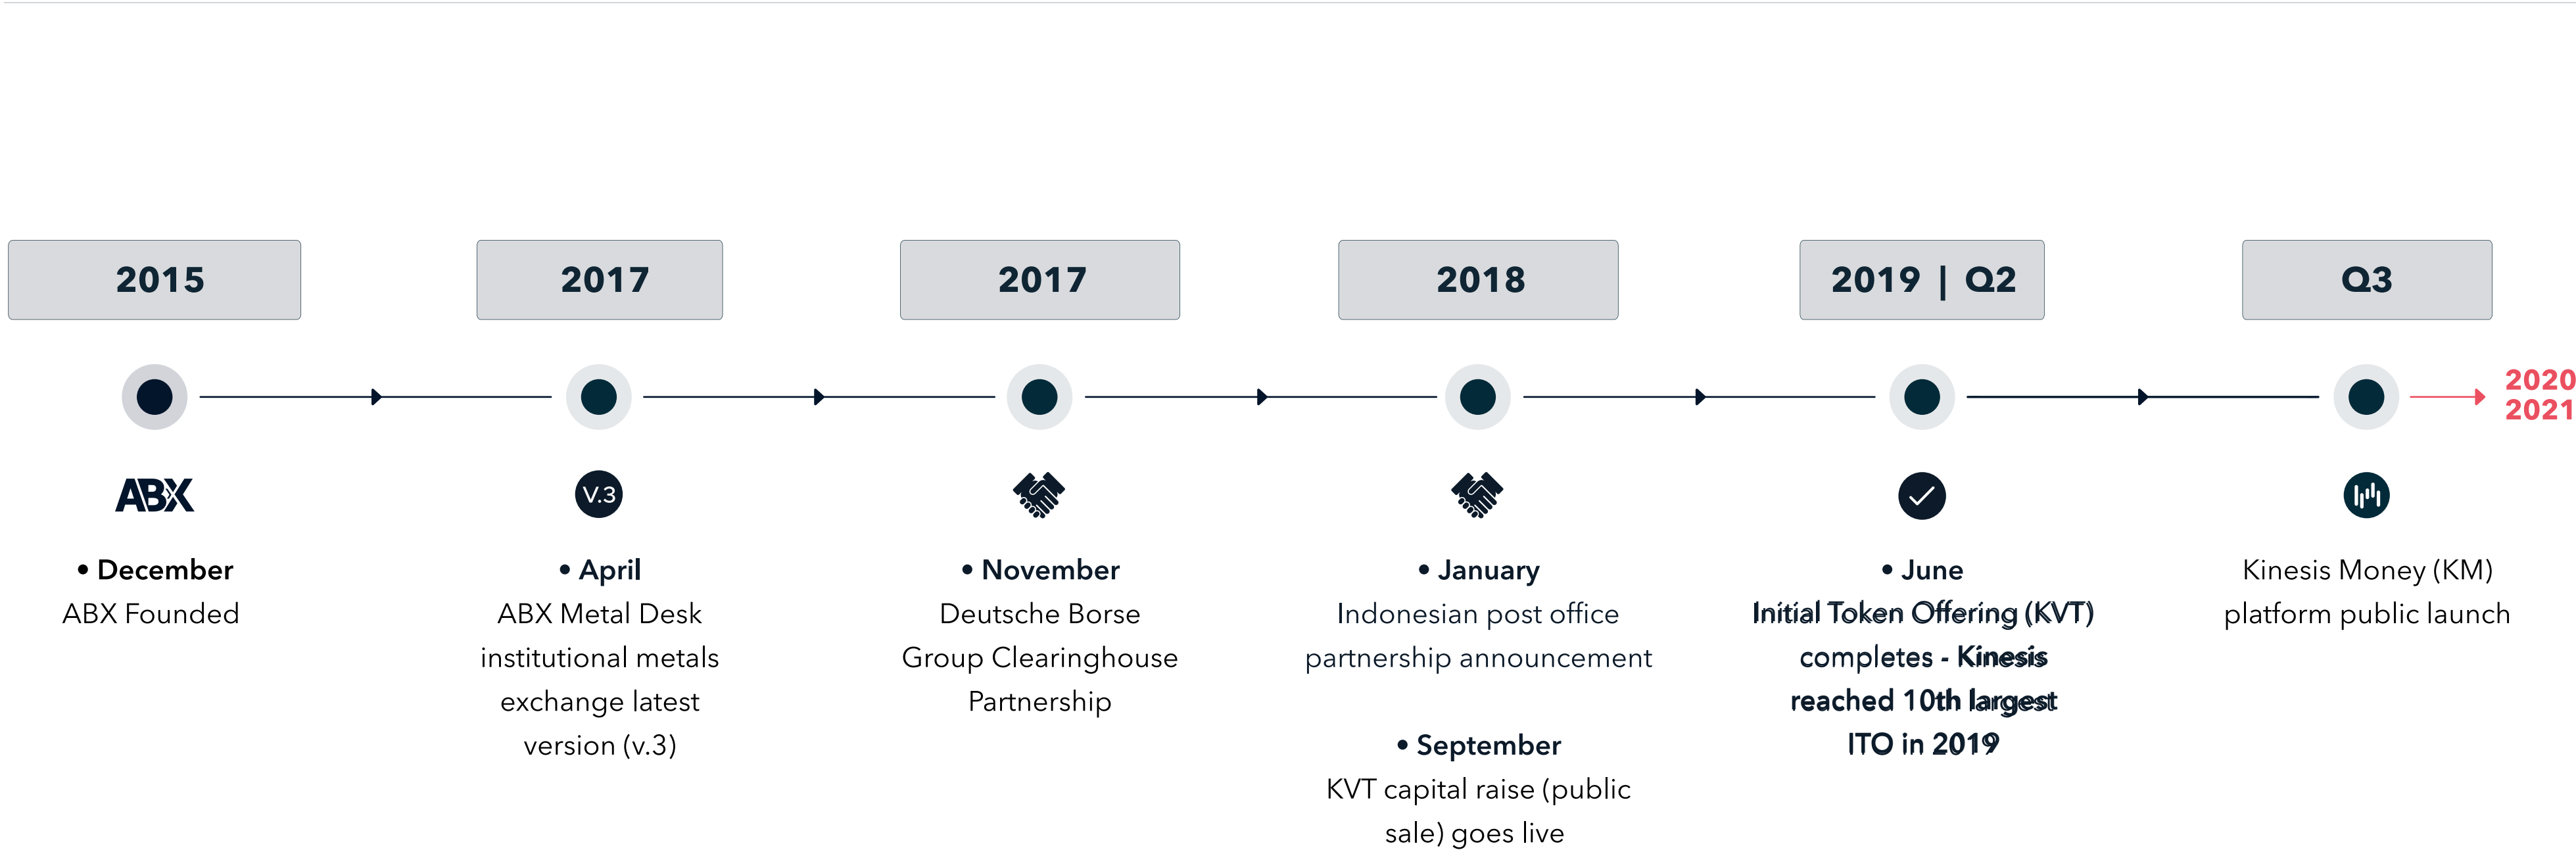 2015
2017
2017
2018
2019 | Q2
Q3
2020
2021
ABX
V.3
• December
ABX Founded
• April
ABX Metal Desk
institutional metals
exchange latest
version (v.3)
• November
Deutsche Borse
Group Clearinghouse
Partnership
• January
Indonesian post office
partnership announcement
• September
KVT capital raise (public
sale) goes live
• June
Initial Token Offering (KVT)
completes - Kinesis
reached 10th largest
ITO in 2019
Kinesis Money (KM)
platform public launch